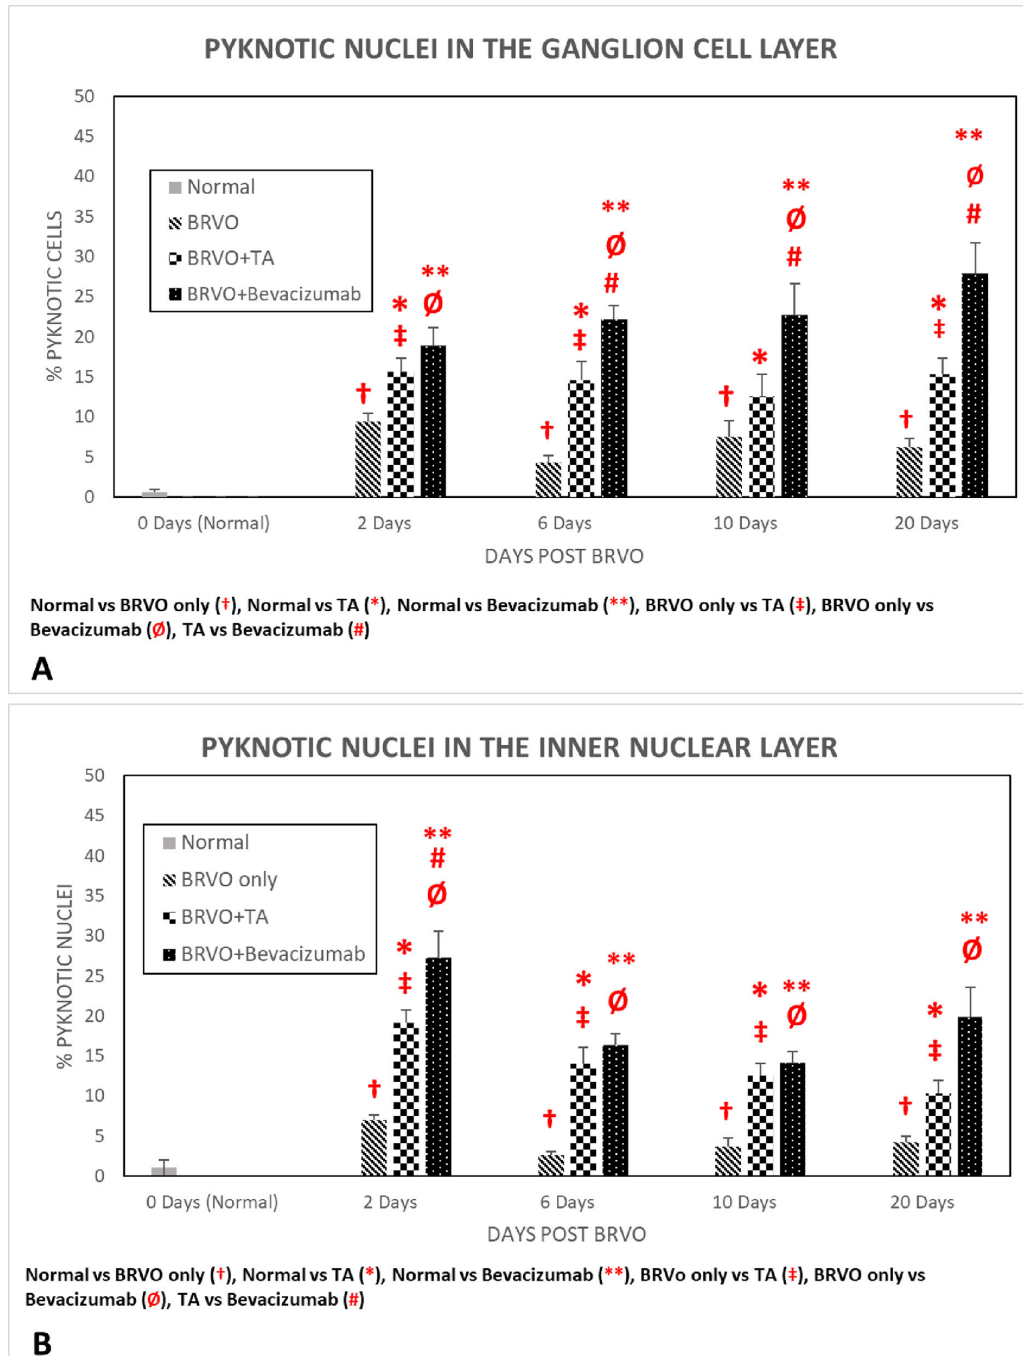 PYKNOTIC NUCLEI IN THE GANGLION CELL LAYER
50
45
40
35
30
25
20
15
10
5
0
% PYKNOTIC CELLS
Normal
BRVO
BRVO+TA
BRVO+Bevacizumab
†
*
‡
**
Ø
†
*
‡
**
Ø
#
†
*
**
Ø
#
†
*
‡
**
Ø
#
0 Days (Normal) 2 Days 6 Days 10 Days 20 Days
DAYS POST BRVO
Normal vs BRVO only (†), Normal vs TA (*), Normal vs Bevacizumab (**), BRVO only vs TA (‡), BRVO only vs
Bevacizumab (Ø), TA vs Bevacizumab (#)
A
PYKNOTIC NUCLEI IN THE INNER NUCLEAR LAYER
50
45
40
35
30
25
20
15
10
5
0
% PYKNOTIC NUCLEI
Normal
BRVO only
BRVO+TA
BRVO+Bevacizumab
†
*
‡
**
#
Ø
†
*
‡
**
Ø
†
*
‡
**
Ø
†
*
‡
**
Ø
0 Days (Normal) 2 Days 6 Days 10 Days 20 Days
DAYS POST BRVO
Normal vs BRVO only (†), Normal vs TA (*), Normal vs Bevacizumab (**), BRVo only vs TA (‡), BRVO only vs
Bevacizumab (Ø), TA vs Bevacizumab (#)
B